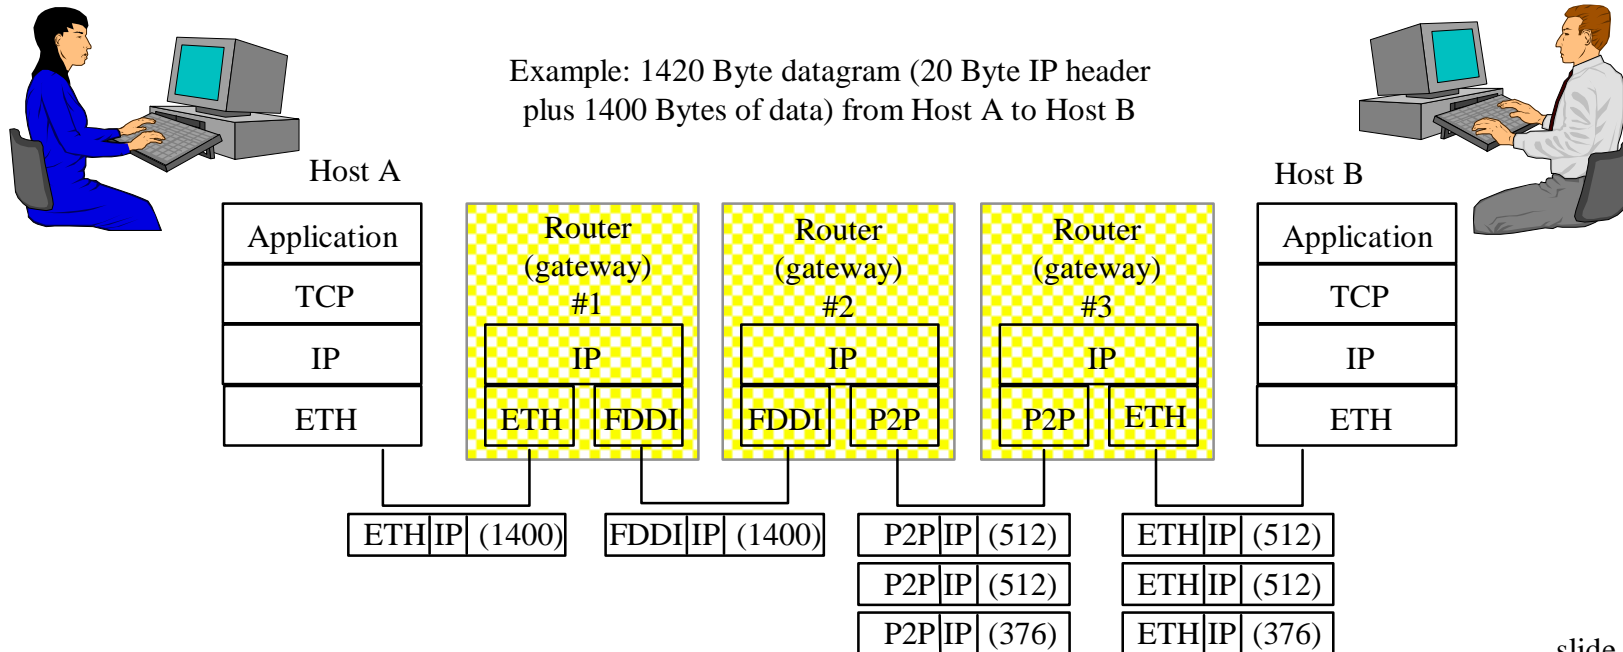 Example: 1420 Byte datagram (20 Byte IP header
plus 1400 Bytes of data) from Host A to Host B
Host A
Host B
Application
TCP
IP
ETH
Router
(gateway)
#1
IP
ETH FDDI
Router
(gateway)
#2
IP
FDDI P2P
Router
(gateway)
#3
IP
P2P ETH
Application
TCP
IP
ETH
ETH IP (1400)
FDDI IP (1400)
P2P IP (512)
P2P IP (512)
P2P IP (376)
ETH IP (512)
ETH IP (512)
ETH IP (376)
slide